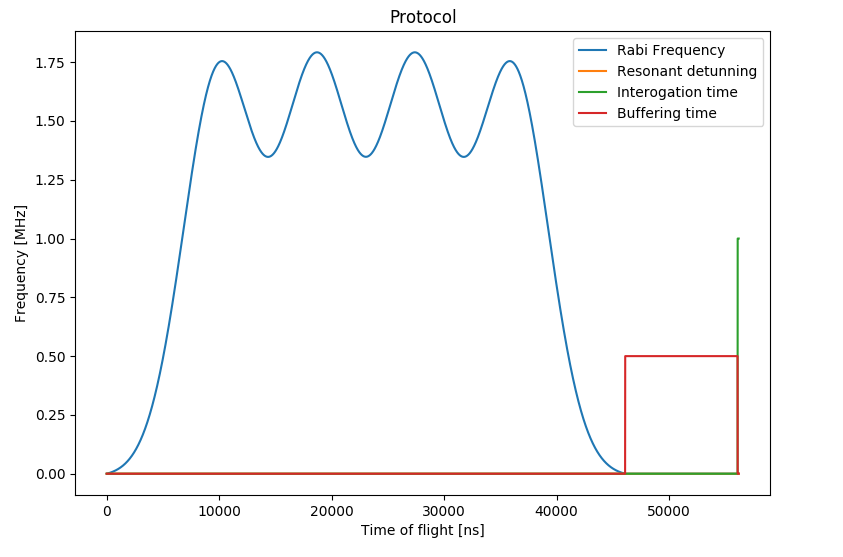 Protocol
Rabi Frequency
Resonant detunning
Interogation time
Buffering time
Frequency [MHz]
1.75
1.50
1.25
1.00
0.75
0.50
0.25
0.00
0 10000 20000 30000 40000 50000
Time of flight [ns]